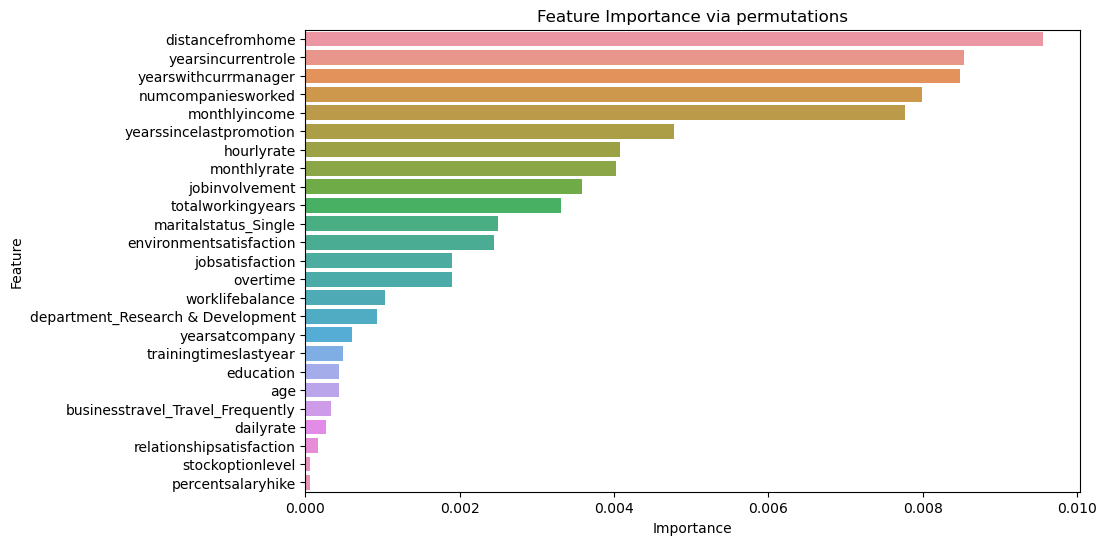 Feature Importance via permutations
Feature
distancefromhome
yearsincurrentrole
yearswithcurrmanager
numcompaniesworked
monthlyincome
yearssincelastpromotion
hourlyrate
monthlyrate
jobinvolvement
totalworkingyears
maritalstatus_Single
environmentsatisfaction
jobsatisfaction
overtime
worklifebalance
department_Research & Development
yearsatcompany
trainingtimeslastyear
education
age
businesstravel_Travel_Frequently
dailyrate
relationshipsatisfaction
stockoptionlevel
percentsalaryhike
0.000 0.002 0.004 0.006 0.008 0.010
Importance